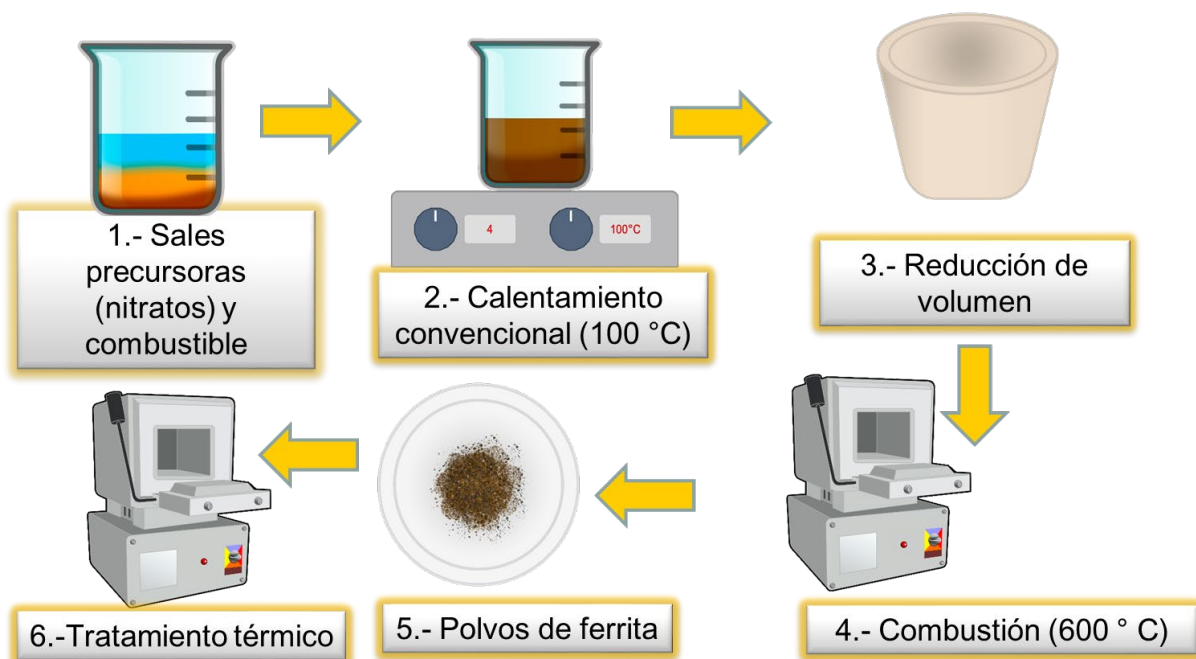 1.- Sales
precursoras
(nitratos) y
combustible
4
100°C
2.- Calentamiento
convencional (100 °C)
3.- Reducción de
volumen
4.- Combustión (600 ° C)
5.- Polvos de ferrita
6.-Tratamiento térmico